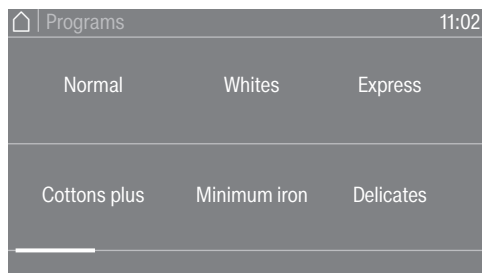 Programs 11:02
Normal Whites Express
Cottons plus Minimum iron Delicates